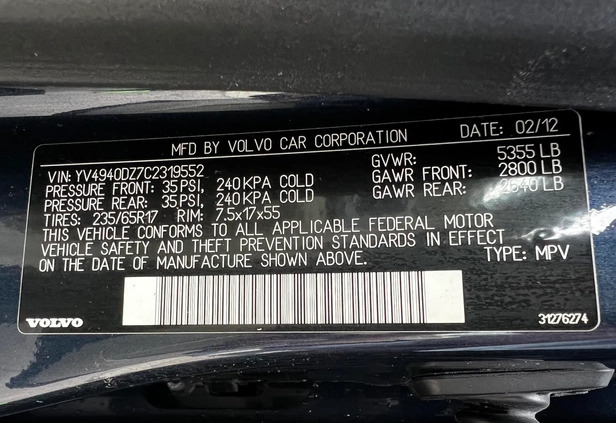 MFD BY VOLVO CAR CORPORATION DATE: 02/12
VIN: YV4940DZ7C2319552 GVWR: 5355 LB
PRESSURE FRONT: 35 PSI, 240 KPA COLD GAWR FRONT: 2800 LB
PRESSURE REAR: 35 PSI, 240 KPA COLD GAWR REAR: 2640 LB
TIRES: 235/65R17 RIM: 7.5x17x55
THIS VEHICLE CONFORMS TO ALL APPLICABLE FEDERAL MOTOR
VEHICLE SAFETY AND THEFT PREVENTION STANDARDS IN EFFECT
ON THE DATE OF MANUFACTURE SHOWN ABOVE. TYPE: MPV
VOLVO 31276274